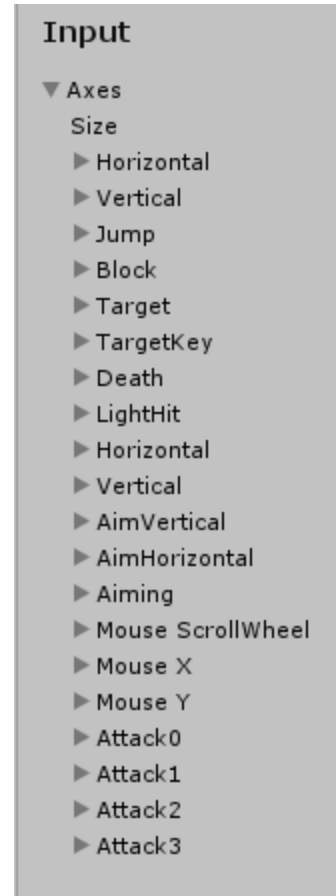 Input
Axes
Size
Horizontal
Vertical
Jump
Block
Target
TargetKey
Death
LightHit
Horizontal
Vertical
AimVertical
AimHorizontal
Aiming
Mouse ScrollWheel
Mouse X
Mouse Y
Attack0
Attack1
Attack2
Attack3